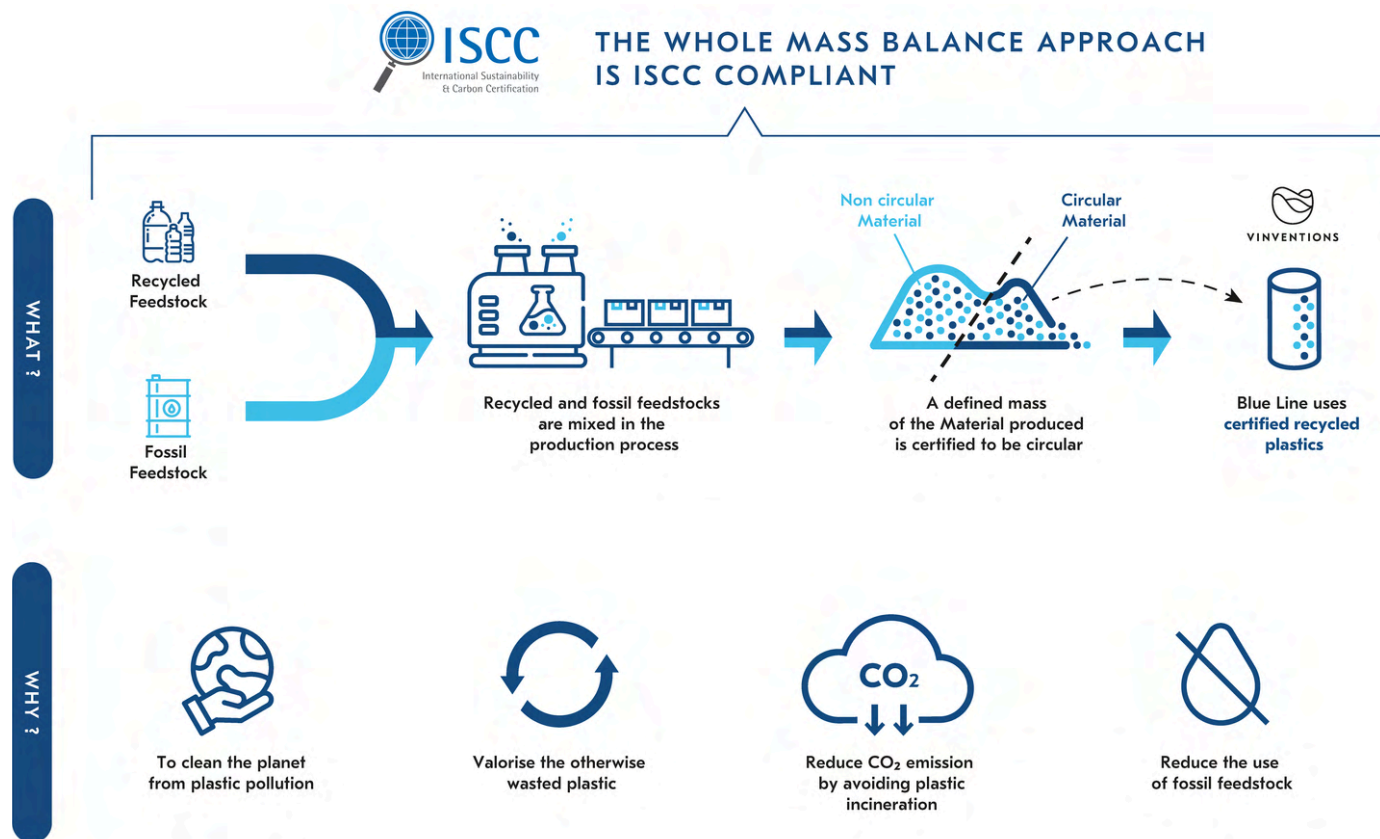 ISCC
International Sustainability
& Carbon Certification
THE WHOLE MASS BALANCE APPROACH
IS ISCC COMPLIANT
WHAT ?
Recycled
Feedstock
Fossil
Feedstock
Recycled and fossil feedstocks
are mixed in the
production process
Non circular
Material
Circular
Material
A defined mass
of the Material produced
is certified to be circular
VINVENTIONS
Blue Line uses
certified recycled
plastics
WHY ?
To clean the planet
from plastic pollution
Valorise the otherwise
wasted plastic
CO₂
Reduce CO₂ emission
by avoiding plastic
incineration
Reduce the use
of fossil feedstock